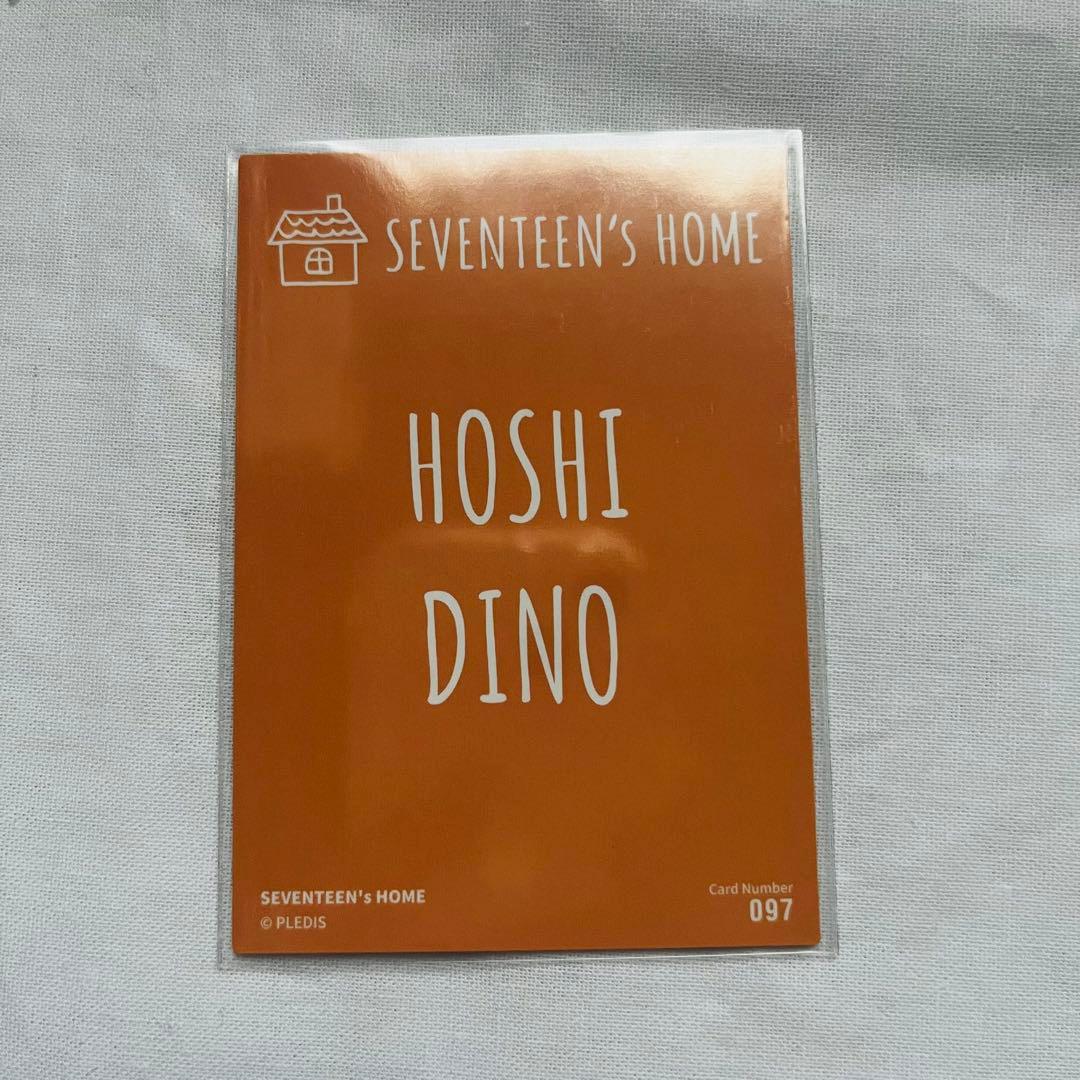 SEVENTEEN's HOME
HOSHI
DINO
SEVENTEEN's HOME
© PLEDIS
Card Number
097